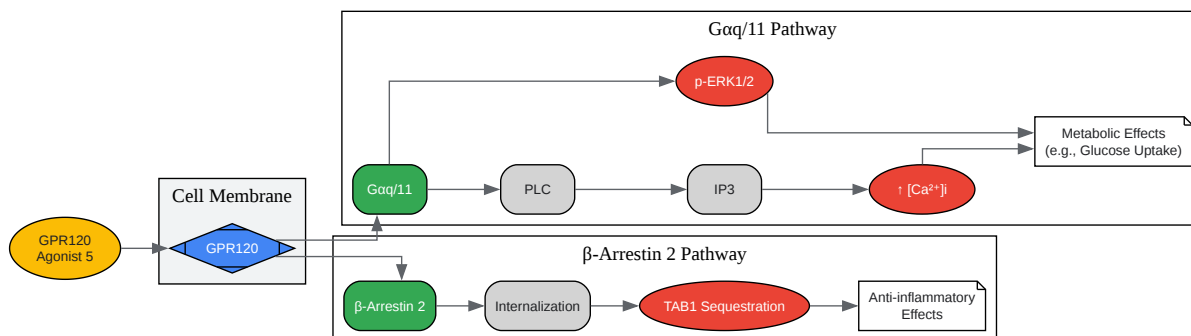 Gαq/11 Pathway
p-ERK1/2
Metabolic Effects
(e.g., Glucose Uptake)
Gαq/11
PLC
IP3
↑ [Ca²⁺]i
Cell Membrane
GPR120
Agonist 5
GPR120
β-Arrestin 2 Pathway
β-Arrestin 2
Internalization
TAB1 Sequestration
Anti-inflammatory
Effects